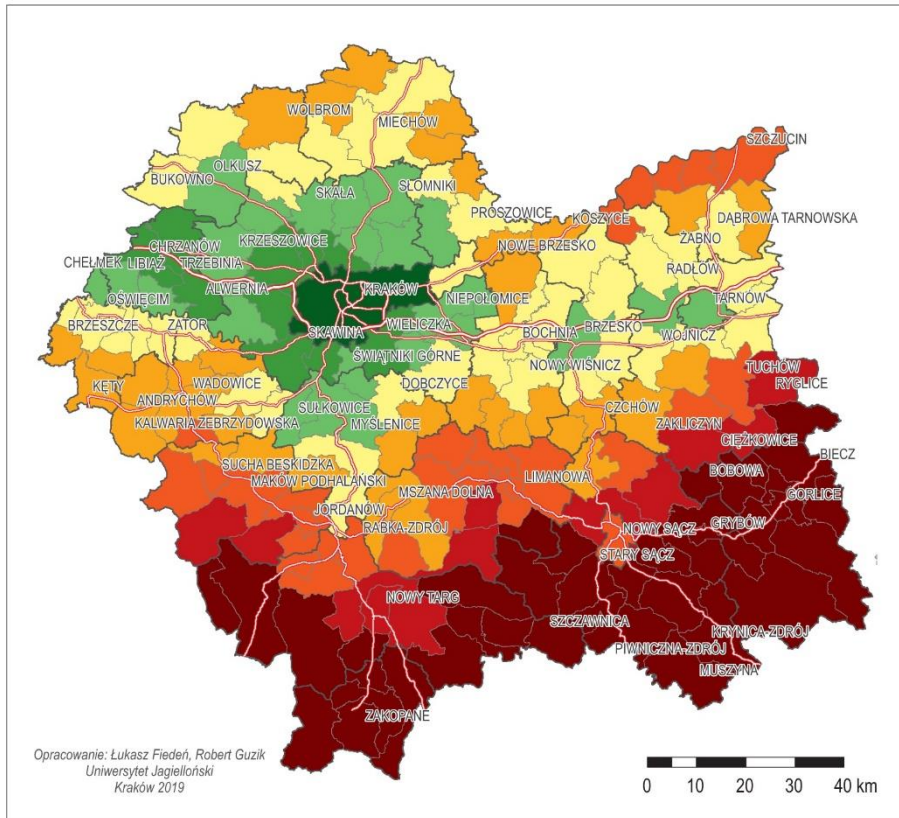 WOLBROM
MIECHÓW
SZCZUCIN
OLKUSZ
BUKOWNO
SKAŁA
SŁOMNIKI
PROSZOWICE
KOSZYCE
DĄBROWA TARNOWSKA
NOWE BRZESKO
ŻABNO
CHRZANÓW
KRZESZOWICE
CHEŁMEK
LIBIĄŻ
TRZEBINIA
RADŁÓW
ALWERNIA
KRAKÓW
NIEPOŁOMICE
TARNÓW
OŚWIĘCIM
BRZESZCZE
ZATOR
SKAWINA
WIELICZKA
BOCHNIA
BRZESKO
WOJNICZ
ŚWIĄTNIKI GÓRNE
NOWY WIŚNICZ
TUCHÓW
RYGLICE
KĘTY
WADOWICE
DOBCZYCE
ANDRYCHÓW
SUŁKOWICE
CZCHÓW
ZAKLICZYN
KALWARIA ZEBRZYDOWSKA
MYŚLENICE
CIĘŻKOWICE
BIECZ
SUCHA BESKIDZKA
BOBOWA
MAKÓW PODHALAŃSKI
MSZANA DOLNA
LIMANOWA
GORLICE
JORDANÓW
RABKA-ZDRÓJ
NOWY SĄCZ
GRYBÓW
STARY SĄCZ
NOWY TARG
SZCZAWNICA
KRYNICA-ZDRÓJ
PIWNICZNA-ZDRÓJ
MUSZYNA
ZAKOPANE
Opracowanie: Łukasz Fiedeń, Robert Guzik
Uniwersytet Jagielloński
Kraków 2019
0 10 20 30 40 km